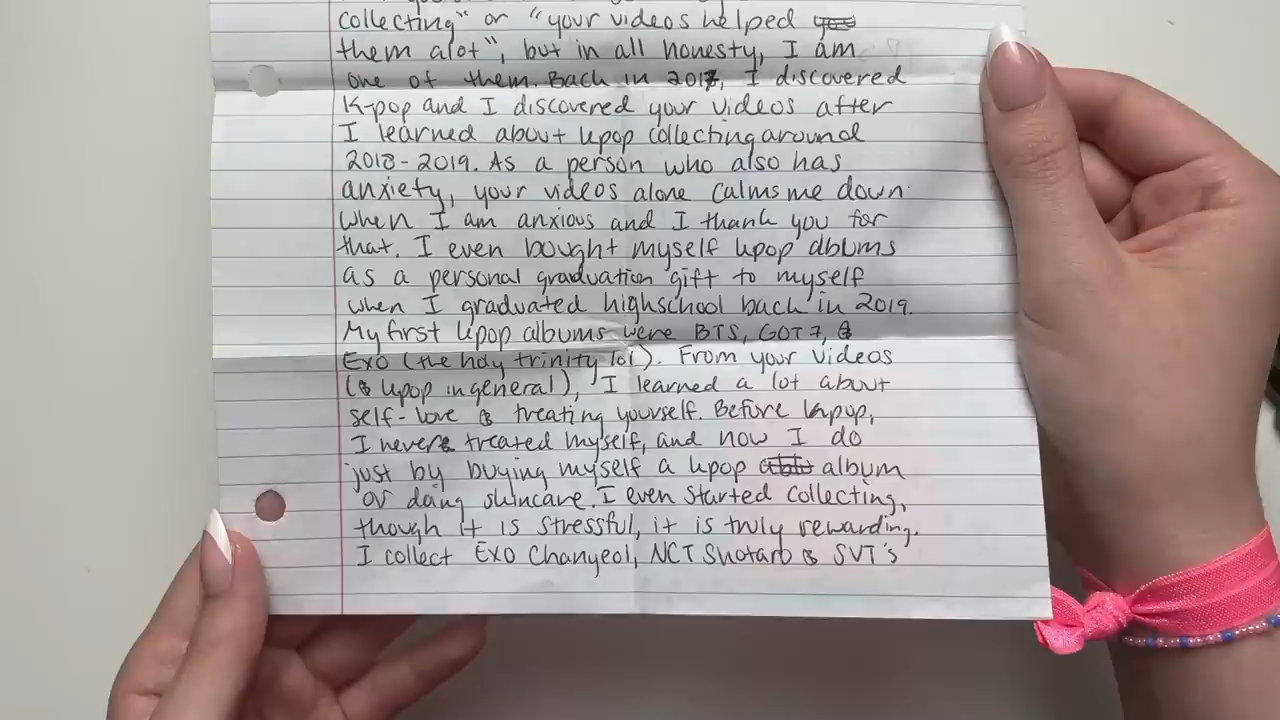 collecting" or "your videos helped
them alot", but in all honesty, I am
one of them. Back in 2017, I discovered
K-pop and I discovered your videos after
I learned about kpop collecting around
2018-2019. As a person who also has
anxiety, your videos alone calms me down
when I am anxious and I thank you for
that. I even bought myself kpop albums
as a personal graduation gift to myself
when I graduated highschool back in 2019.
My first kpop albums were BTS, GOT7, &
Exo (the holy trinity lol). From your videos
(& kpop in general), I learned a lot about
self-love & treating yourself. Before kpop,
I never treated myself, and now I do
just by buying myself a kpop album
or doing skincare. I even started collecting,
though it is stressful, it is truly rewarding.
I collect Exo Chanyeol, NCT Shotaro & SVT's